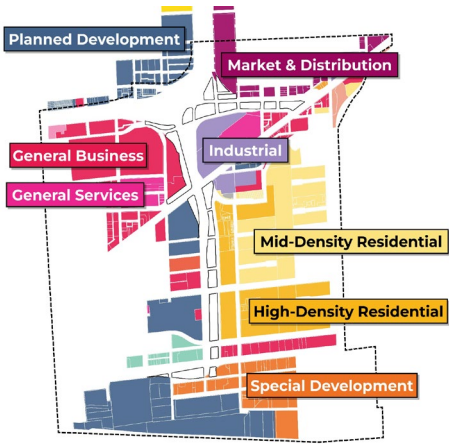 Planned Development
Market & Distribution
General Business
Industrial
General Services
Mid-Density Residential
High-Density Residential
Special Development